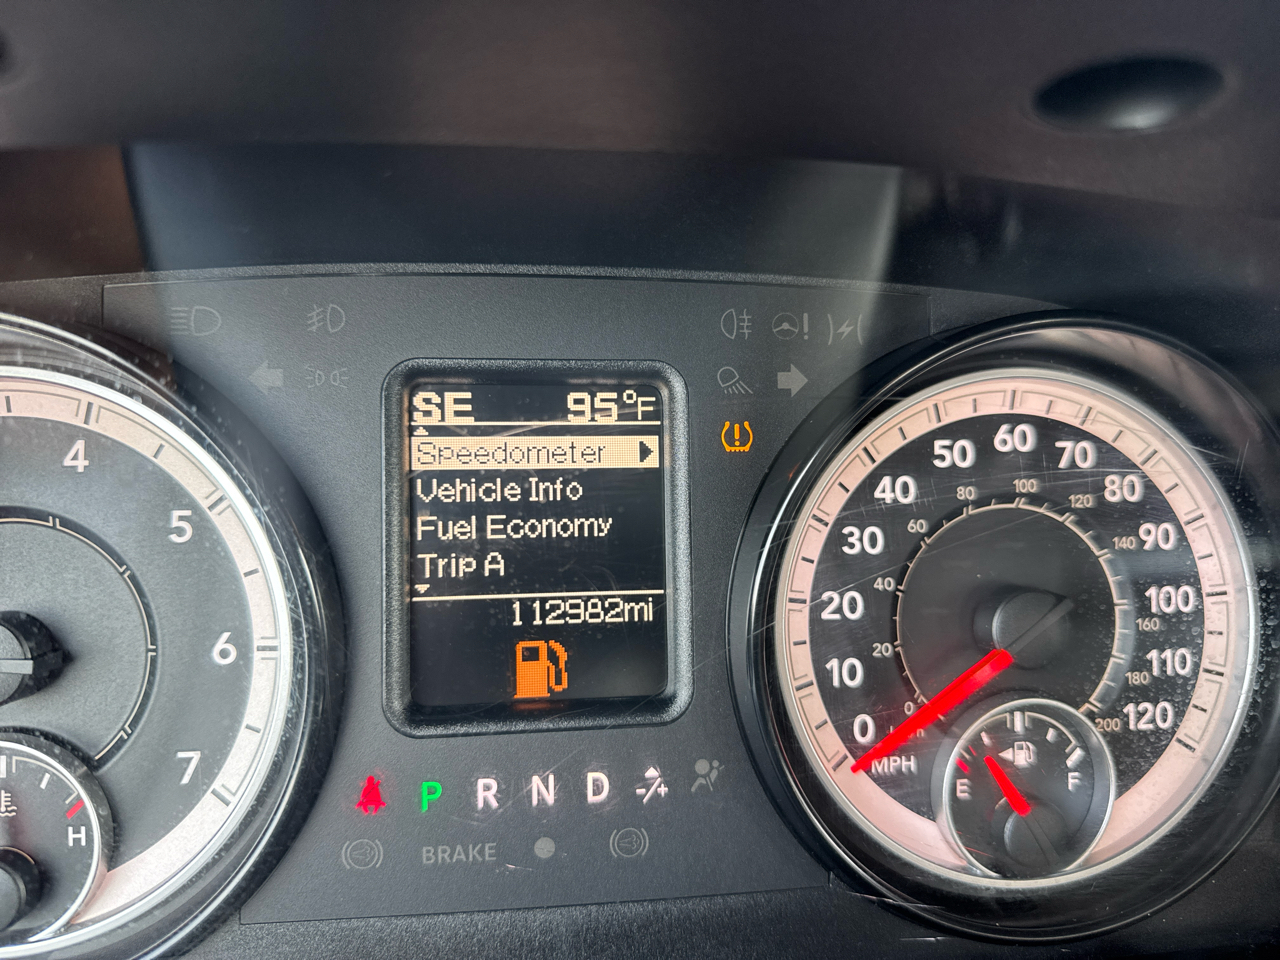 SE 95°F
Speedometer
Vehicle Info
Fuel Economy
Trip A
112982mi
P R N D -/+
BRAKE
4
5
6
7
H
0 10 20 30 40 50 60 70 80 90 100 110 120
MPH
0 20 40 60 80 100 120 140 160 180 200
E F